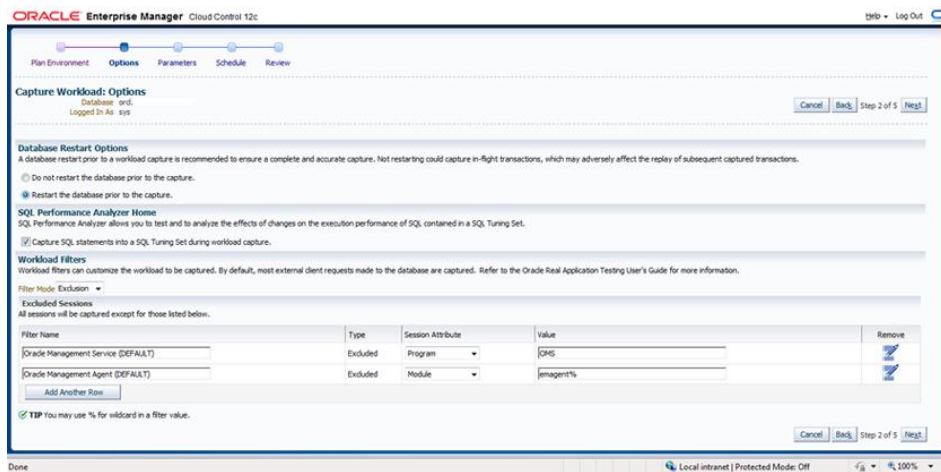 ORACLE Enterprise Manager Cloud Control 12c
Help Log Out
Plan Environment Options Parameters Schedule Review
Capture Workload: Options
Database ord.
Logged In As sys
Cancel Back Step 2 of 5 Next
Database Restart Options
A database restart prior to a workload capture is recommended to ensure a complete and accurate capture. Not restarting could capture in-flight transactions, which may adversely affect the replay of subsequent captured transactions.
Do not restart the database prior to the capture.
Restart the database prior to the capture.
SQL Performance Analyzer Home
SQL Performance Analyzer allows you to test and to analyze the effects of changes on the execution performance of SQL contained in a SQL Tuning Set.
Capture SQL statements into a SQL Tuning Set during workload capture.
Workload Filters
Workload filters can customize the workload to be captured. By default, most external client requests made to the database are captured. Refer to the Oracle Real Application Testing User's Guide for more information.
Filter Mode Exclusion
Excluded Sessions
All sessions will be captured except for those listed below.
Filter Name Type Session Attribute Value Remove
Oracle Management Service (DEFAULT) Excluded Program OMS
Oracle Management Agent (DEFAULT) Excluded Module emagent%
Add Another Row
TIP You may use % for wildcard in a filter value.
Cancel Back Step 2 of 5 Next
Done Local intranet | Protected Mode: Off 100%